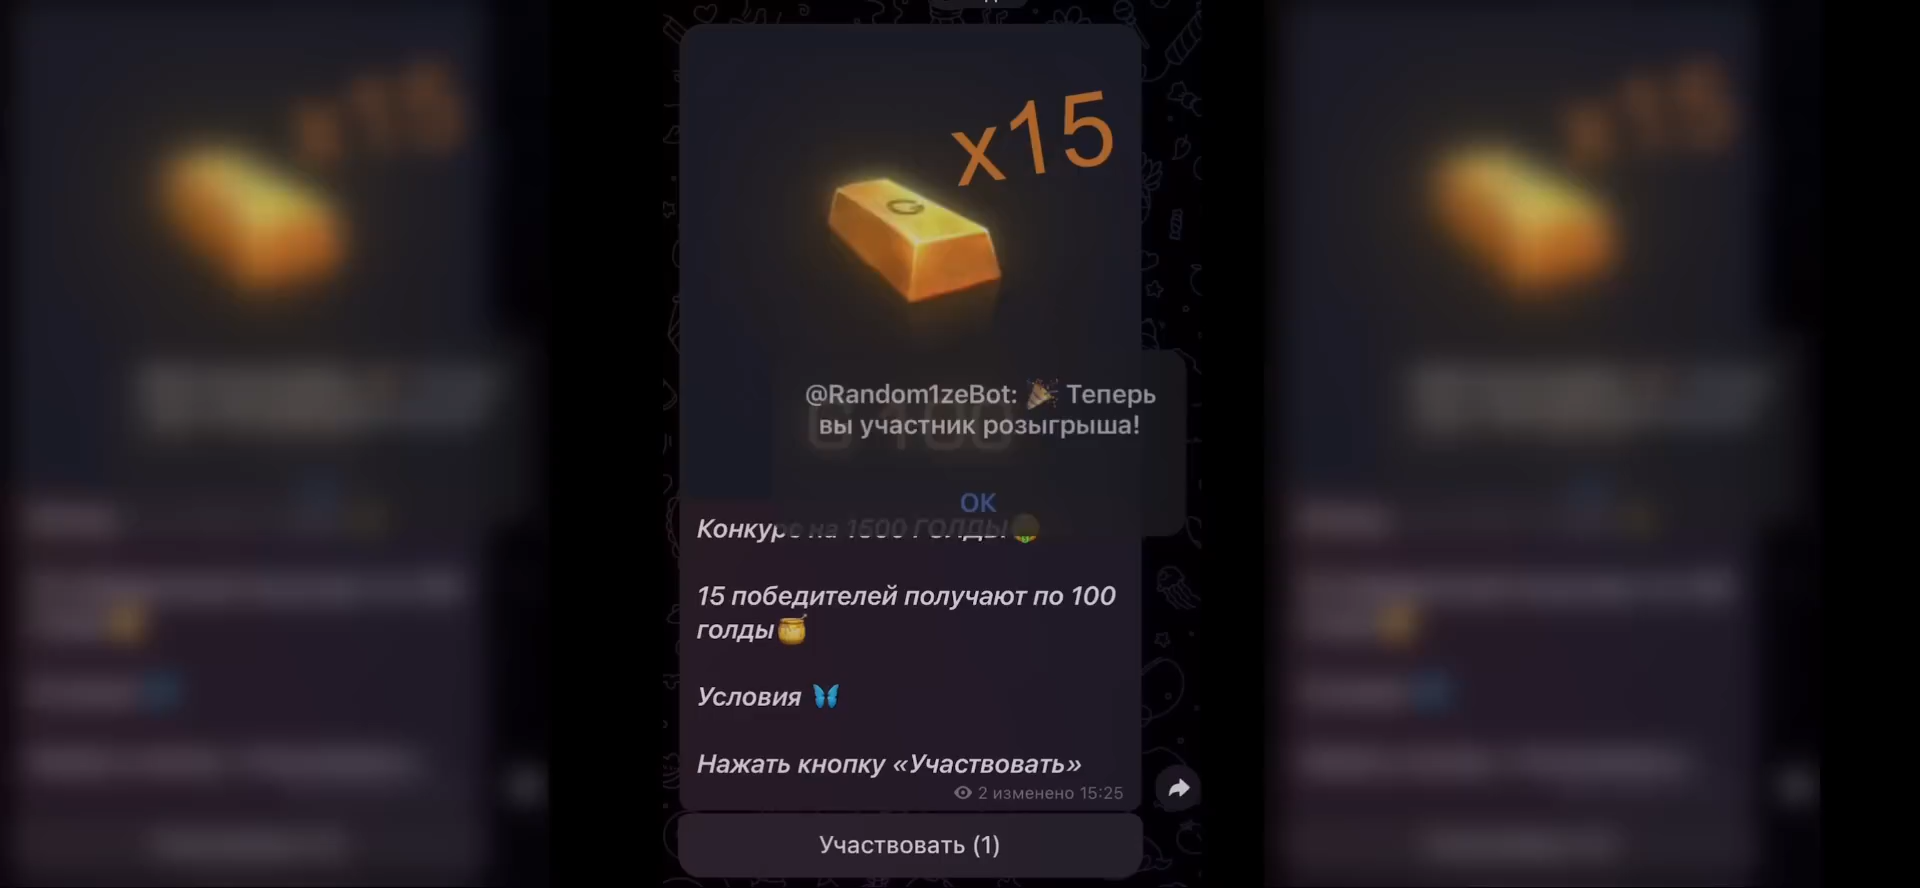 x15
@Random1zeBot: 🎉 Теперь
вы участник розыгрыша!
G 100
OK
Конкурс на 1500 ГОЛДЫ🤑
15 победителей получают по 100
голды🍯
Условия 🦋
Нажать кнопку «Участвовать»
2 изменено 15:25
Участвовать (1)